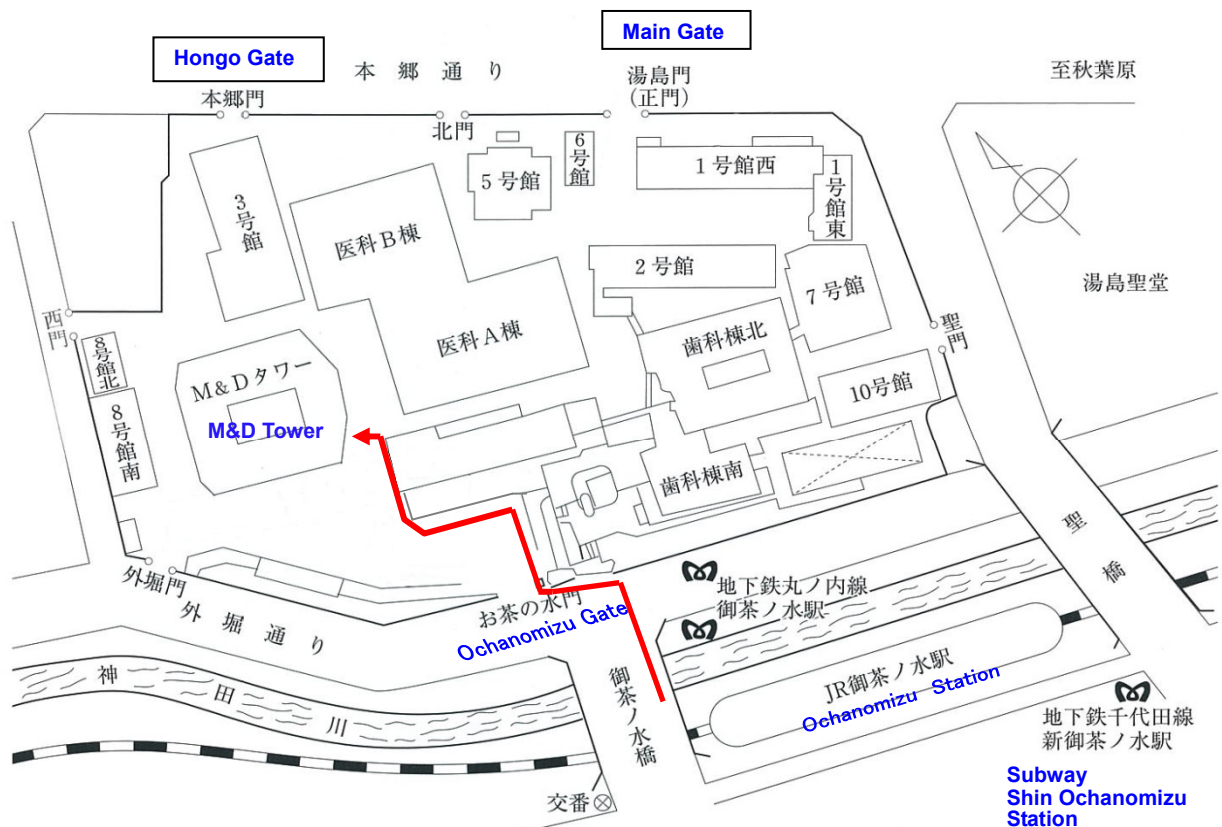 Hongo Gate
Main Gate
本郷通り
本郷門
北門
湯島門
(正門)
至秋葉原
3号館
医科B棟
5号館
6号館
1号館西
1号館東
2号館
7号館
湯島聖堂
西門
8号館北
8号館南
M&Dタワー
M&D Tower
医科A棟
歯科棟北
10号館
聖門
歯科棟南
聖橋
外堀門
外堀通り
お茶の水門
Ochanomizu Gate
地下鉄丸ノ内線
御茶ノ水駅
神田川
御茶ノ水橋
JR御茶ノ水駅
Ochanomizu Station
地下鉄千代田線
新御茶ノ水駅
Subway
Shin Ochanomizu
Station
交番